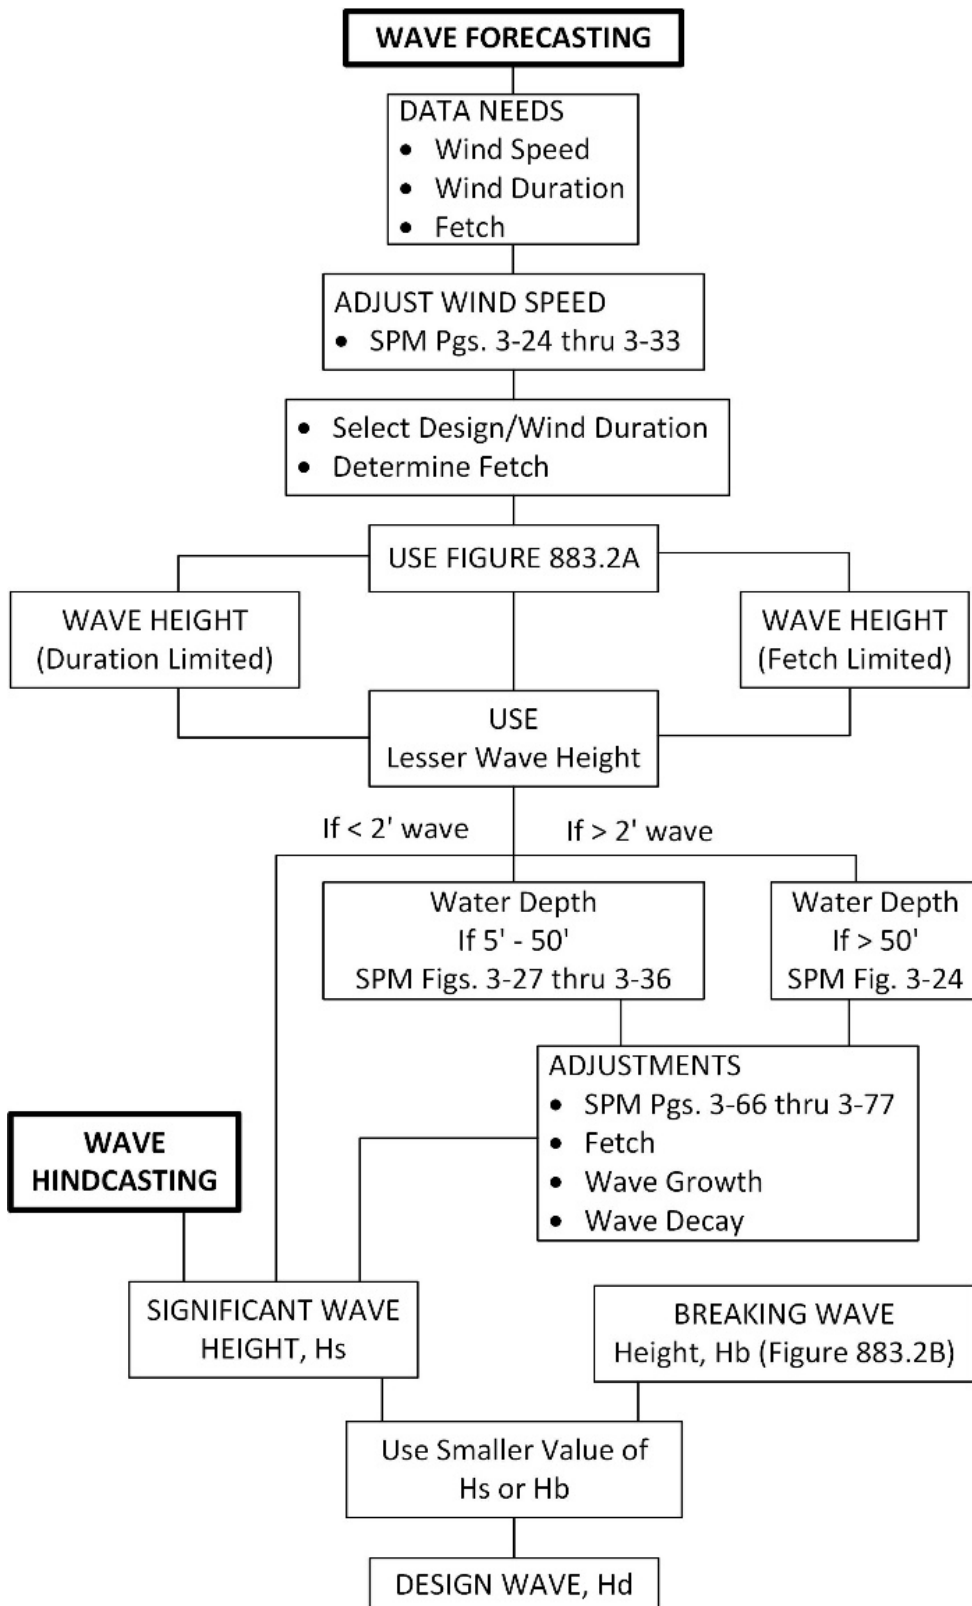 WAVE FORECASTING
DATA NEEDS
• Wind Speed
• Wind Duration
• Fetch
ADJUST WIND SPEED
• SPM Pgs. 3-24 thru 3-33
• Select Design/Wind Duration
• Determine Fetch
USE FIGURE 883.2A
WAVE HEIGHT
(Duration Limited)
WAVE HEIGHT
(Fetch Limited)
USE
Lesser Wave Height
If < 2' wave
If > 2' wave
Water Depth
If 5' - 50'
SPM Figs. 3-27 thru 3-36
Water Depth
If > 50'
SPM Fig. 3-24
ADJUSTMENTS
• SPM Pgs. 3-66 thru 3-77
• Fetch
• Wave Growth
• Wave Decay
WAVE
HINDCASTING
SIGNIFICANT WAVE
HEIGHT, Hs
BREAKING WAVE
Height, Hb (Figure 883.2B)
Use Smaller Value of
Hs or Hb
DESIGN WAVE, Hd